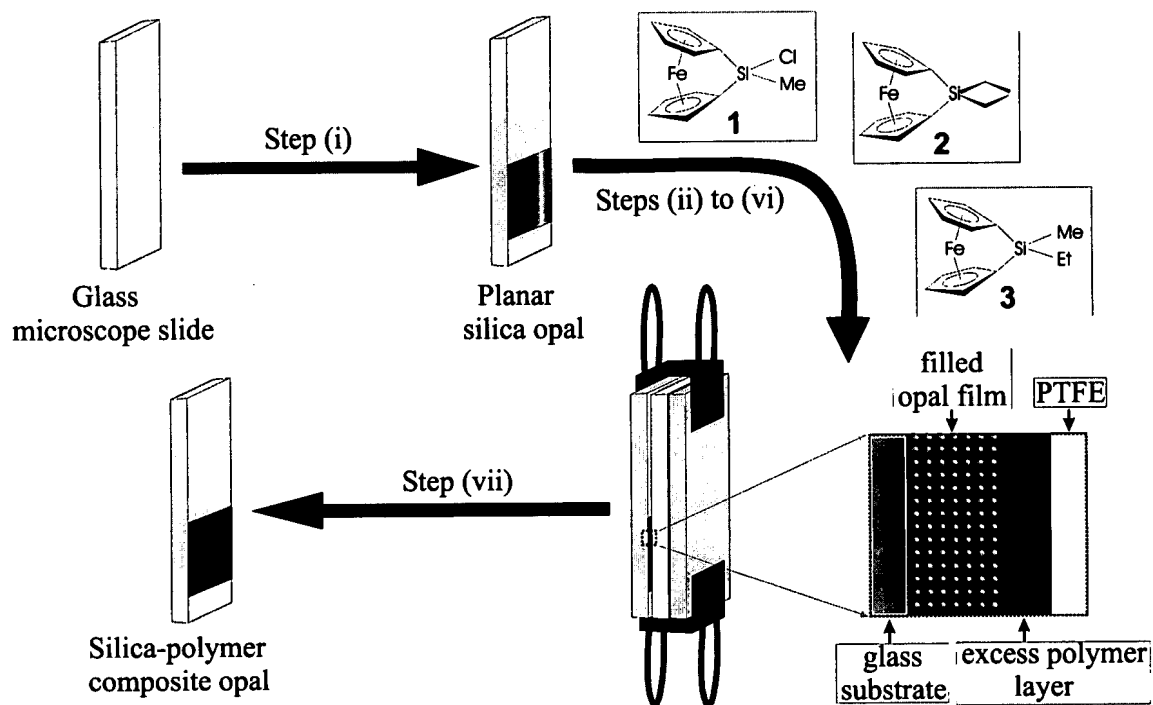 Step (i)
Glass
microscope slide
Planar
silica opal
Steps (ii) to (vi)
Fe
Si
Cl
Me
1
Fe
Si
2
Fe
Si
Me
Et
3
filled
opal film
PTFE
glass
substrate
excess polymer
layer
Step (vii)
Silica-polymer
composite opal